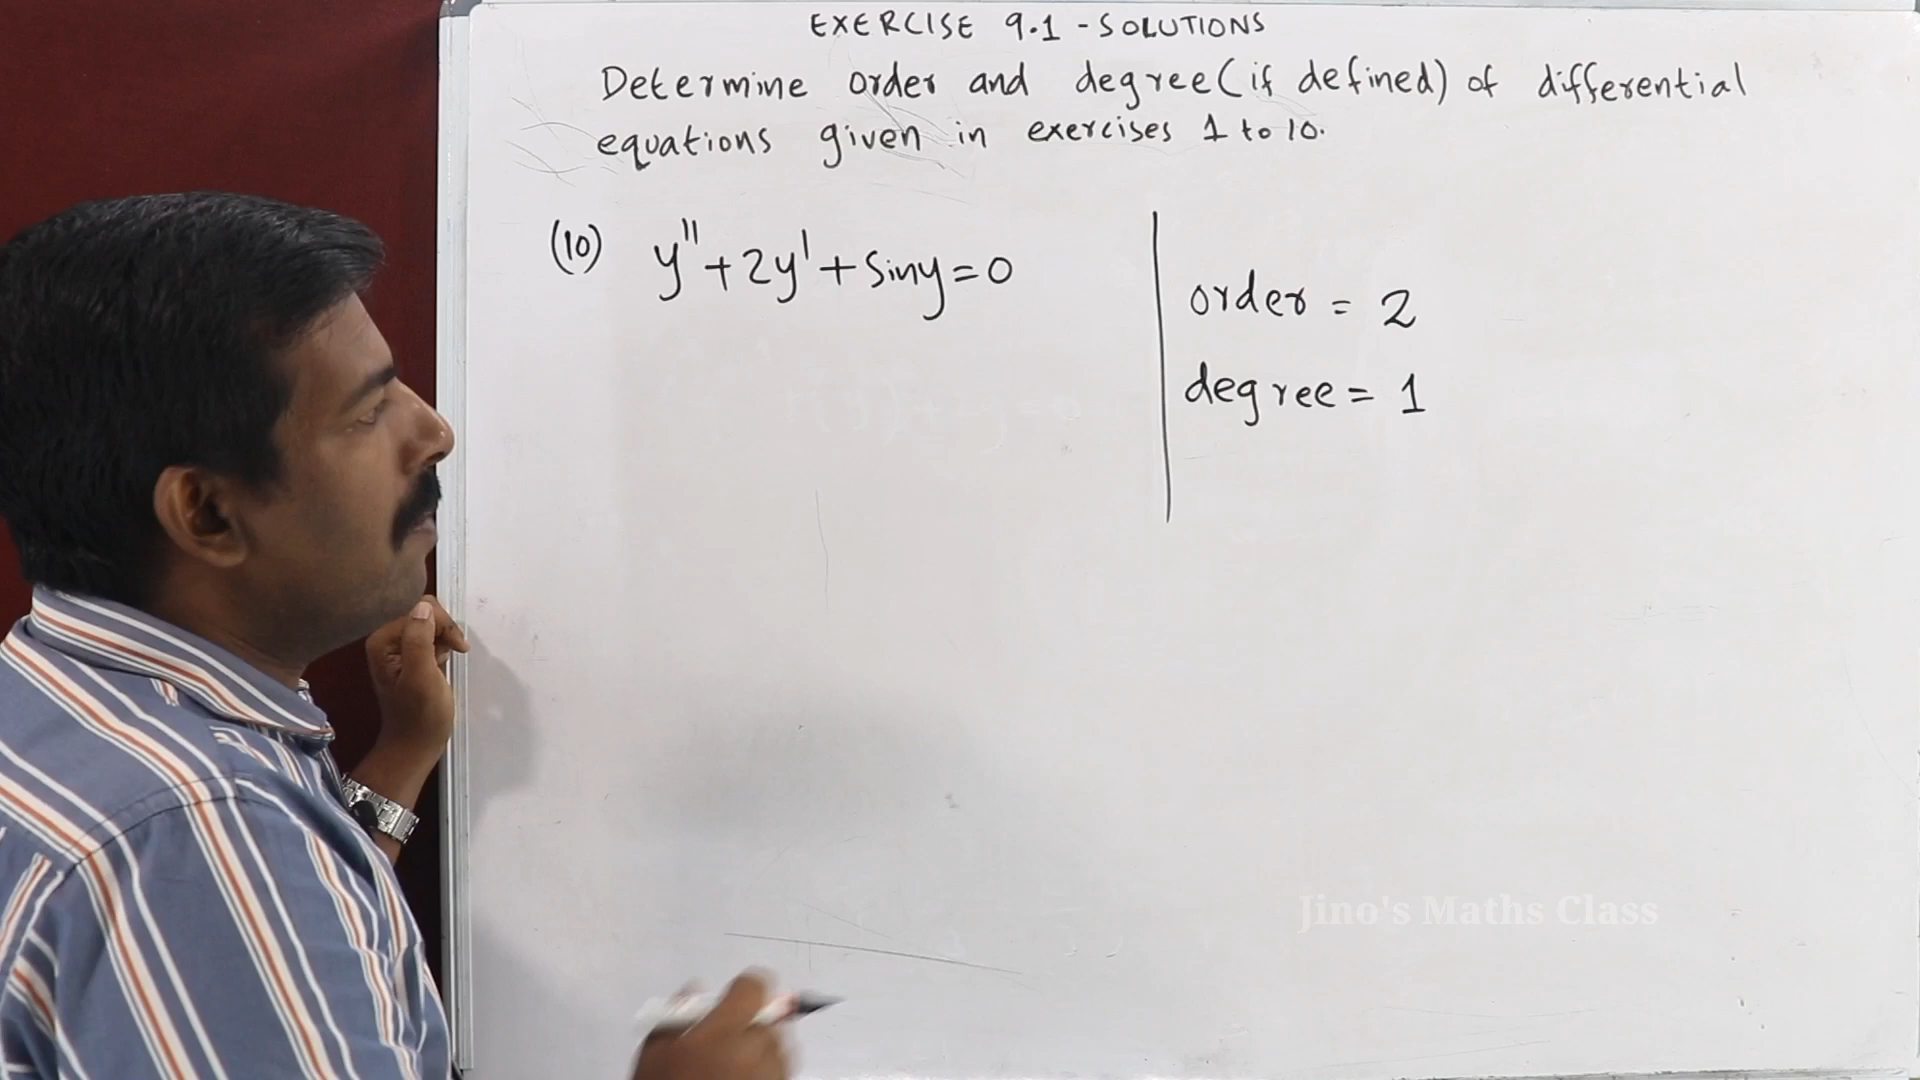 EXERCISE 9.1 - SOLUTIONS
Determine order and degree (if defined) of differential
equations given in exercises 1 to 10.
(10) y'' + 2y' + siny = 0
order = 2
degree = 1
Jino's Maths Class